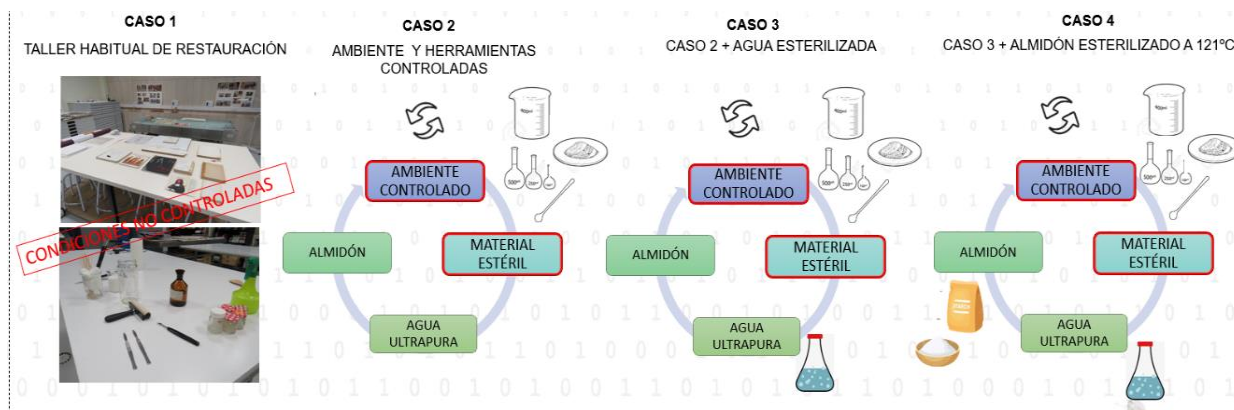 CASO 1
TALLER HABITUAL DE RESTAURACIÓN
CONDICIONES NO CONTROLADAS
CASO 2
AMBIENTE Y HERRAMIENTAS
CONTROLADAS
AMBIENTE
CONTROLADO
ALMIDÓN
MATERIAL
ESTÉRIL
AGUA
ULTRAPURA
CASO 3
CASO 2 + AGUA ESTERILIZADA
AMBIENTE
CONTROLADO
ALMIDÓN
MATERIAL
ESTÉRIL
AGUA
ULTRAPURA
CASO 4
CASO 3 + ALMIDÓN ESTERILIZADO A 121ºC
AMBIENTE
CONTROLADO
ALMIDÓN
MATERIAL
ESTÉRIL
AGUA
ULTRAPURA